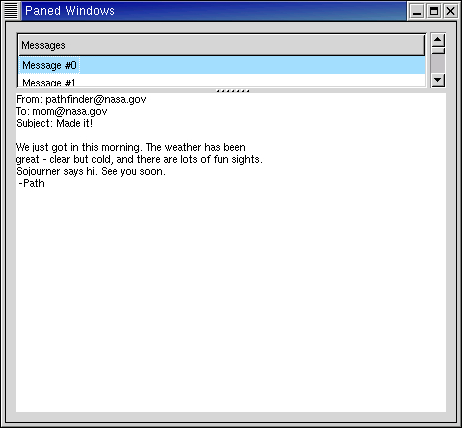 Paned Windows
Messages
Message #0
Message #1
From: pathfinder@nasa.gov
To: mom@nasa.gov
Subject: Made it!
We just got in this morning. The weather has been
great - clear but cold, and there are lots of fun sights.
Sojourner says hi. See you soon.
-Path